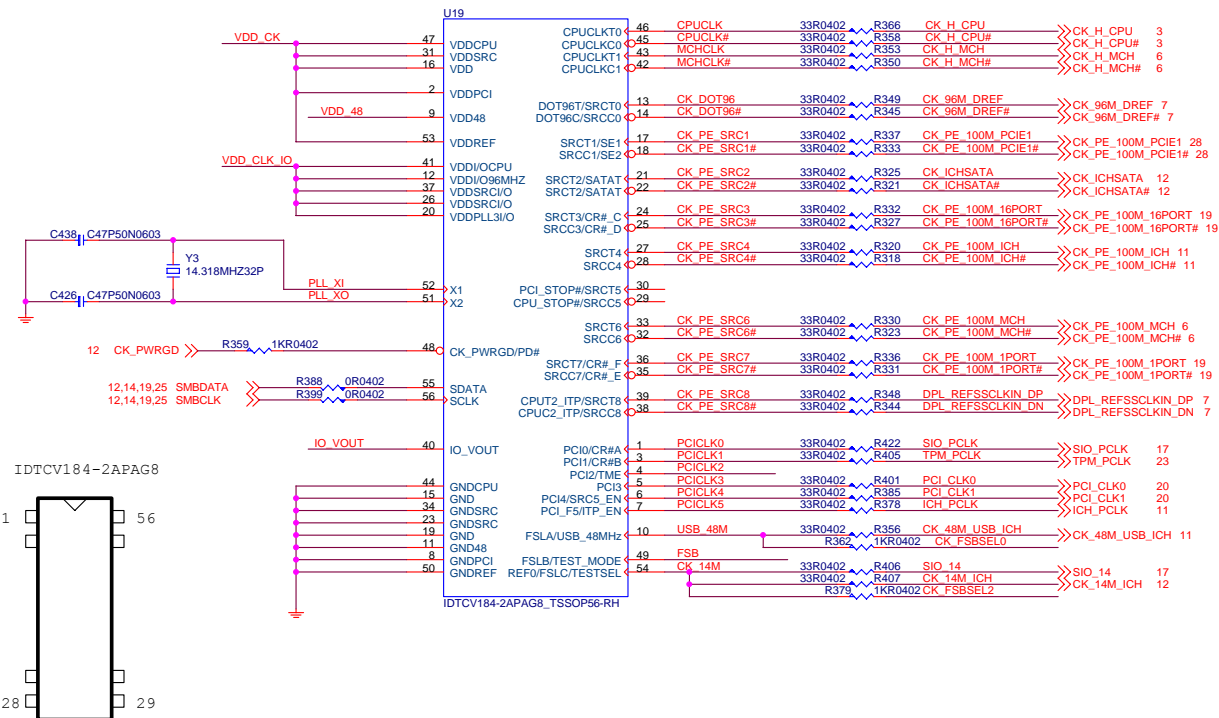 U19
VDD_CK 47 VDDCPU
31 VDDSRC
16 VDD
2 VDDPCI
VDD_48 9 VDD48
53 VDDREF
VDD_CLK_IO 41 VDDI/OCPU
12 VDDI/O96MHZ
37 VDDSRCI/O
26 VDDSRCI/O
20 VDDPLL3I/O
C438 C47P50N0603
Y3
14.318MHZ32P
C426 C47P50N0603
PLL_XI 52 X1
PLL_XO 51 X2
12 CK_PWRGD R359 1KR0402 48 CK_PWRGD/PD#
12,14,19,25 SMBDATA R388 0R0402 55 SDATA
12,14,19,25 SMBCLK R399 0R0402 56 SCLK
IO_VOUT 40 IO_VOUT
44 GNDCPU
15 GND
34 GNDSRC
23 GNDSRC
19 GND
11 GND48
8 GNDPCI
50 GNDREF
CPUCLKT0 46 CPUCLK 33R0402 R366 CK_H_CPU CK_H_CPU 3
CPUCLKC0 45 CPUCLK# 33R0402 R358 CK_H_CPU# CK_H_CPU# 3
CPUCLKT1 43 MCHCLK 33R0402 R353 CK_H_MCH CK_H_MCH 6
CPUCLKC1 42 MCHCLK# 33R0402 R350 CK_H_MCH# CK_H_MCH# 6
DOT96T/SRCT0 13 CK_DOT96 33R0402 R349 CK_96M_DREF CK_96M_DREF 7
DOT96C/SRCC0 14 CK_DOT96# 33R0402 R345 CK_96M_DREF# CK_96M_DREF# 7
SRCT1/SE1 17 CK_PE_SRC1 33R0402 R337 CK_PE_100M_PCIE1 CK_PE_100M_PCIE1 28
SRCC1/SE2 18 CK_PE_SRC1# 33R0402 R333 CK_PE_100M_PCIE1# CK_PE_100M_PCIE1# 28
SRCT2/SATAT 21 CK_PE_SRC2 33R0402 R325 CK_ICHSATA CK_ICHSATA 12
SRCT2/SATAT 22 CK_PE_SRC2# 33R0402 R321 CK_ICHSATA# CK_ICHSATA# 12
SRCT3/CR#_C 24 CK_PE_SRC3 33R0402 R332 CK_PE_100M_16PORT CK_PE_100M_16PORT 19
SRCC3/CR#_D 25 CK_PE_SRC3# 33R0402 R327 CK_PE_100M_16PORT# CK_PE_100M_16PORT# 19
SRCT4 27 CK_PE_SRC4 33R0402 R320 CK_PE_100M_ICH CK_PE_100M_ICH 11
SRCC4 28 CK_PE_SRC4# 33R0402 R318 CK_PE_100M_ICH# CK_PE_100M_ICH# 11
PCI_STOP#/SRCT5 30
CPU_STOP#/SRCC5 29
SRCT6 33 CK_PE_SRC6 33R0402 R330 CK_PE_100M_MCH CK_PE_100M_MCH 6
SRCC6 32 CK_PE_SRC6# 33R0402 R323 CK_PE_100M_MCH# CK_PE_100M_MCH# 6
SRCT7/CR#_F 36 CK_PE_SRC7 33R0402 R336 CK_PE_100M_1PORT CK_PE_100M_1PORT 19
SRCC7/CR#_E 35 CK_PE_SRC7# 33R0402 R331 CK_PE_100M_1PORT# CK_PE_100M_1PORT# 19
CPUT2_ITP/SRCT8 39 CK_PE_SRC8 33R0402 R348 DPL_REFSSCLKIN_DP DPL_REFSSCLKIN_DP 7
CPUC2_ITP/SRCC8 38 CK_PE_SRC8# 33R0402 R344 DPL_REFSSCLKIN_DN DPL_REFSSCLKIN_DN 7
PCI0/CR#A 1 PCICLK0 33R0402 R422 SIO_PCLK SIO_PCLK 17
PCI1/CR#B 3 PCICLK1 33R0402 R405 TPM_PCLK TPM_PCLK 23
PCI2/TME 4 PCICLK2
PCI3 5 PCICLK3 33R0402 R401 PCI_CLK0 PCI_CLK0 20
PCI4/SRC5_EN 6 PCICLK4 33R0402 R385 PCI_CLK1 PCI_CLK1 20
PCI_F5/ITP_EN 7 PCICLK5 33R0402 R378 ICH_PCLK ICH_PCLK 11
FSLA/USB_48MHz 10 USB_48M 33R0402 R356 CK_48M_USB_ICH CK_48M_USB_ICH 11
R362 1KR0402 CK_FSBSEL0
FSLB/TEST_MODE 49 FSB
REF0/FSLC/TESTSEL 54 CK_14M 33R0402 R406 SIO_14 SIO_14 17
33R0402 R407 CK_14M_ICH CK_14M_ICH 12
R379 1KR0402 CK_FSBSEL2
IDTCV184-2APAG8_TSSOP56-RH
IDTCV184-2APAG8
1 56
28 29